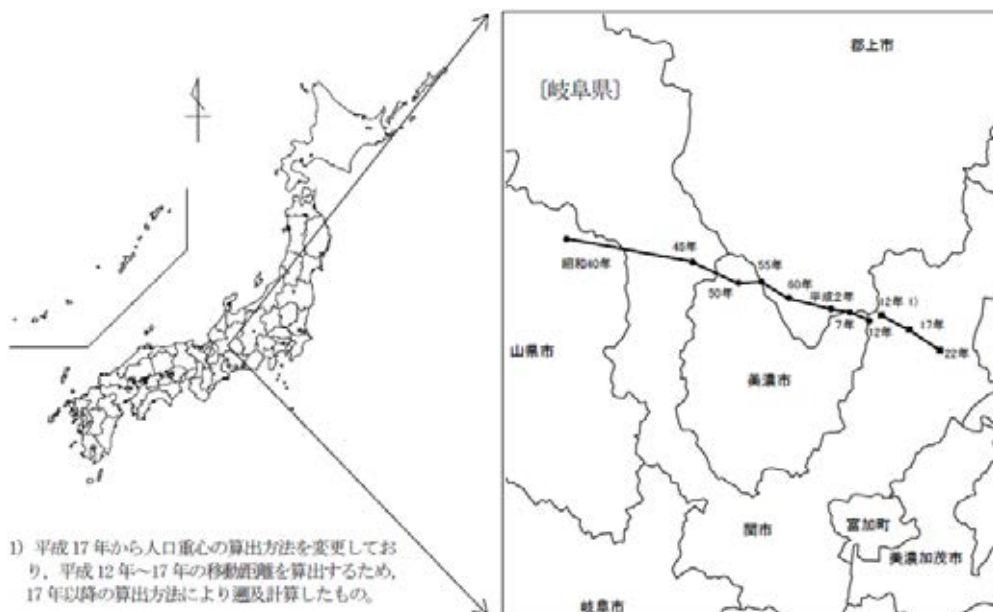 郡上市
〔岐阜県〕
45年
昭和40年
55年
50年
60年
平成2年
12年 1)
7年
12年
17年
22年
山県市
美濃市
関市
富加町
美濃加茂市
岐阜市
1) 平成17年から人口重心の算出方法を変更してお
り，平成12年～17年の移動距離を算出するため，
17年以降の算出方法により遡及計算したもの。